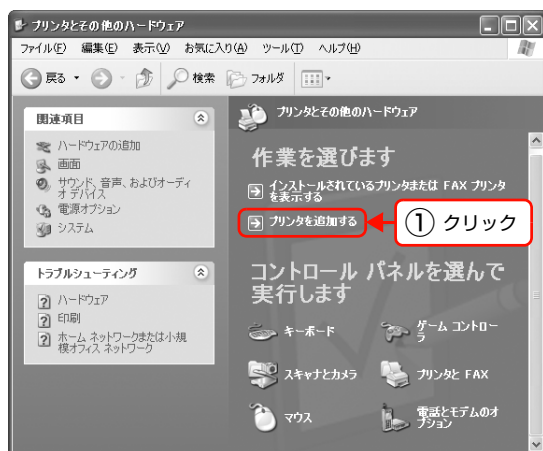 プリンタとその他のハードウェア
ファイル(F) 編集(E) 表示(V) お気に入り(A) ツール(T) ヘルプ(H)
戻る 検索 フォルダ
関連項目
ハードウェアの追加
画面
サウンド、音声、およびオーディ
オ デバイス
電源オプション
システム
トラブルシューティング
ハードウェア
印刷
ホーム ネットワークまたは小規
模オフィス ネットワーク
プリンタとその他のハードウェア
作業を選びます
インストールされているプリンタまたは FAX プリンタ
を表示する
プリンタを追加する
① クリック
コントロール パネルを選んで
実行します
キーボード
ゲーム コントロー
ラ
スキャナとカメラ
プリンタと FAX
マウス
電話とモデムのオ
プション